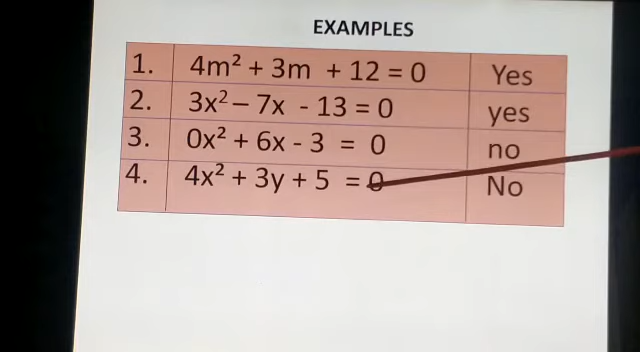 EXAMPLES
1. 4m² + 3m + 12 = 0 Yes
2. 3x² – 7x - 13 = 0 yes
3. 0x² + 6x - 3 = 0 no
4. 4x² + 3y + 5 = 0 No